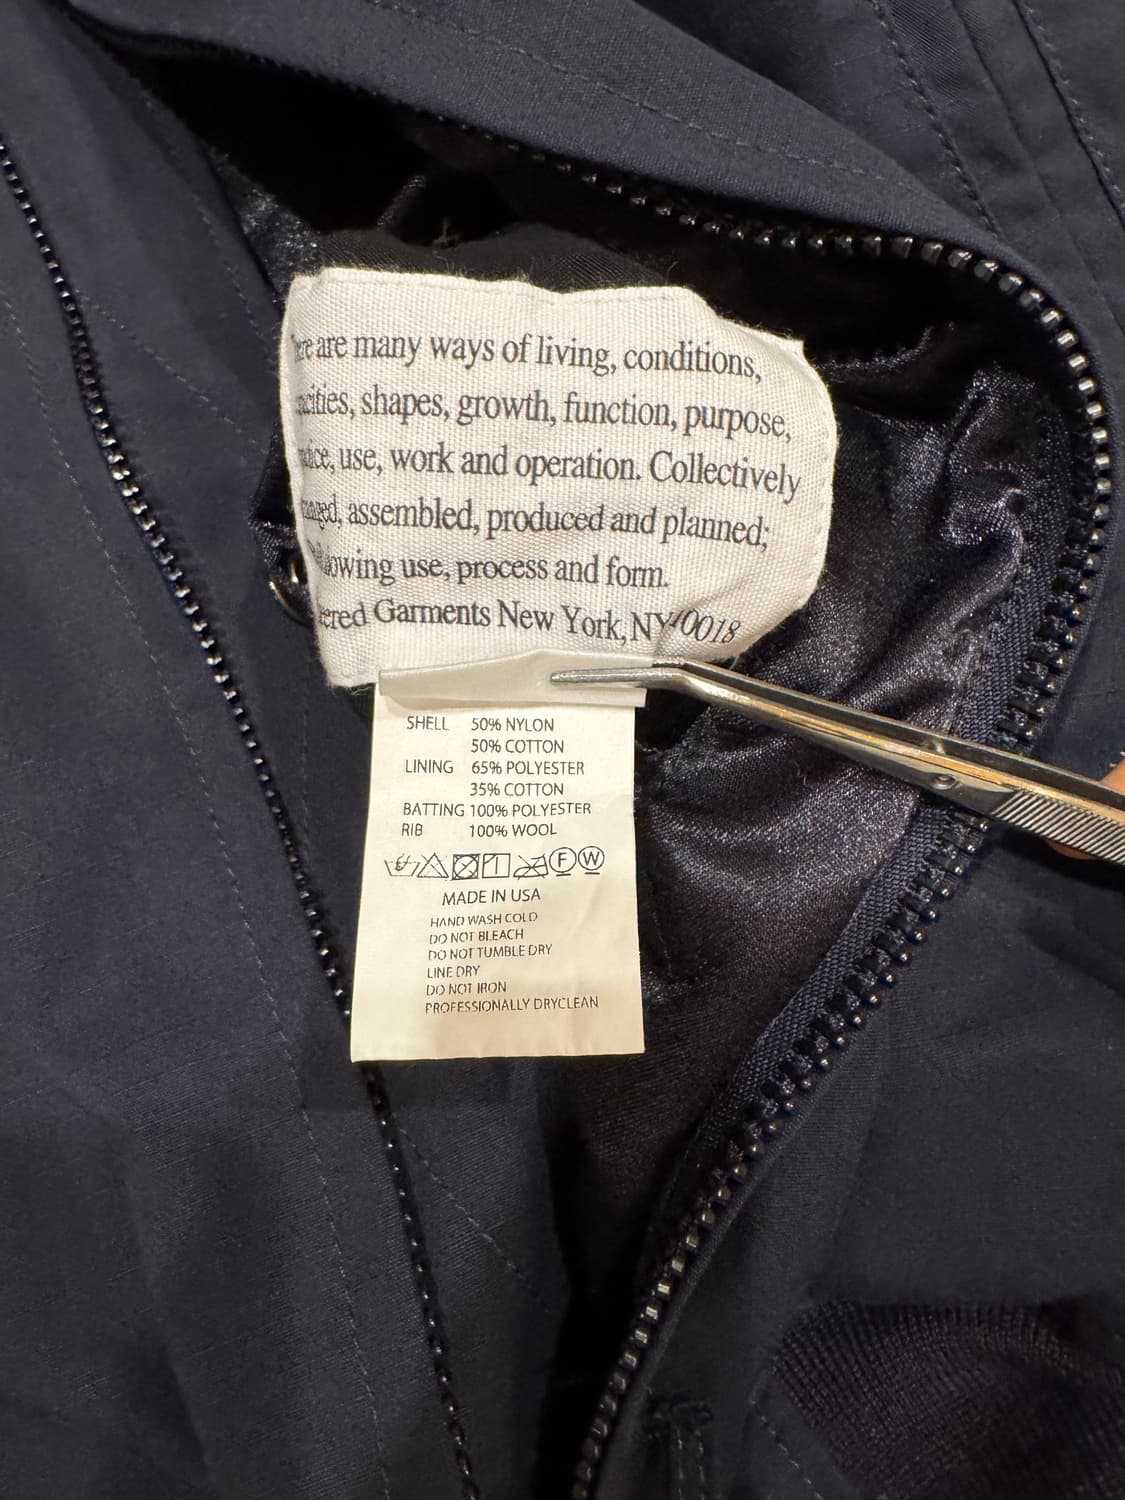 are many ways of living, conditions,
shapes, growth, function, purpose,
use, work and operation. Collectively
assembled, produced and planned;
use, process and form.
Garments New York, NY 10018
SHELL 50% NYLON
50% COTTON
LINING 65% POLYESTER
35% COTTON
BATTING 100% POLYESTER
RIB 100% WOOL
F W
MADE IN USA
HAND WASH COLD
DO NOT BLEACH
DO NOT TUMBLE DRY
LINE DRY
DO NOT IRON
PROFESSIONALLY DRYCLEAN